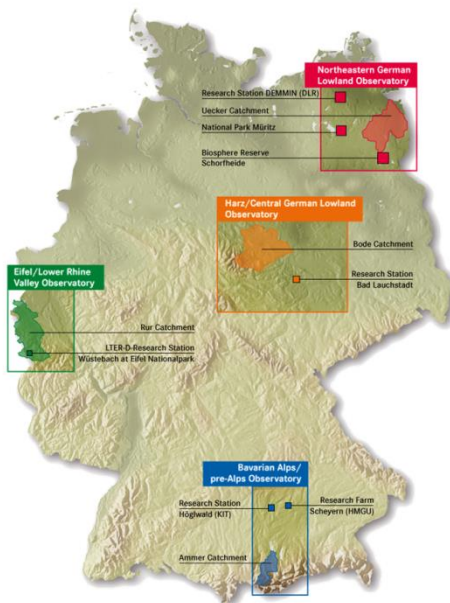 Northeastern German
Lowland Observatory
Research Station DEMMIN (DLR)
Uecker Catchment
National Park Müritz
Biosphere Reserve
Schorfheide
Harz/Central German Lowland
Observatory
Bode Catchment
Research Station
Bad Lauchstädt
Eifel/Lower Rhine
Valley Observatory
Rur Catchment
LTER-D-Research Station
Wüstebach at Eifel Nationalpark
Bavarian Alps/
pre-Alps Observatory
Research Station
Höglwald (KIT)
Research Farm
Scheyern (HMGU)
Ammer Catchment